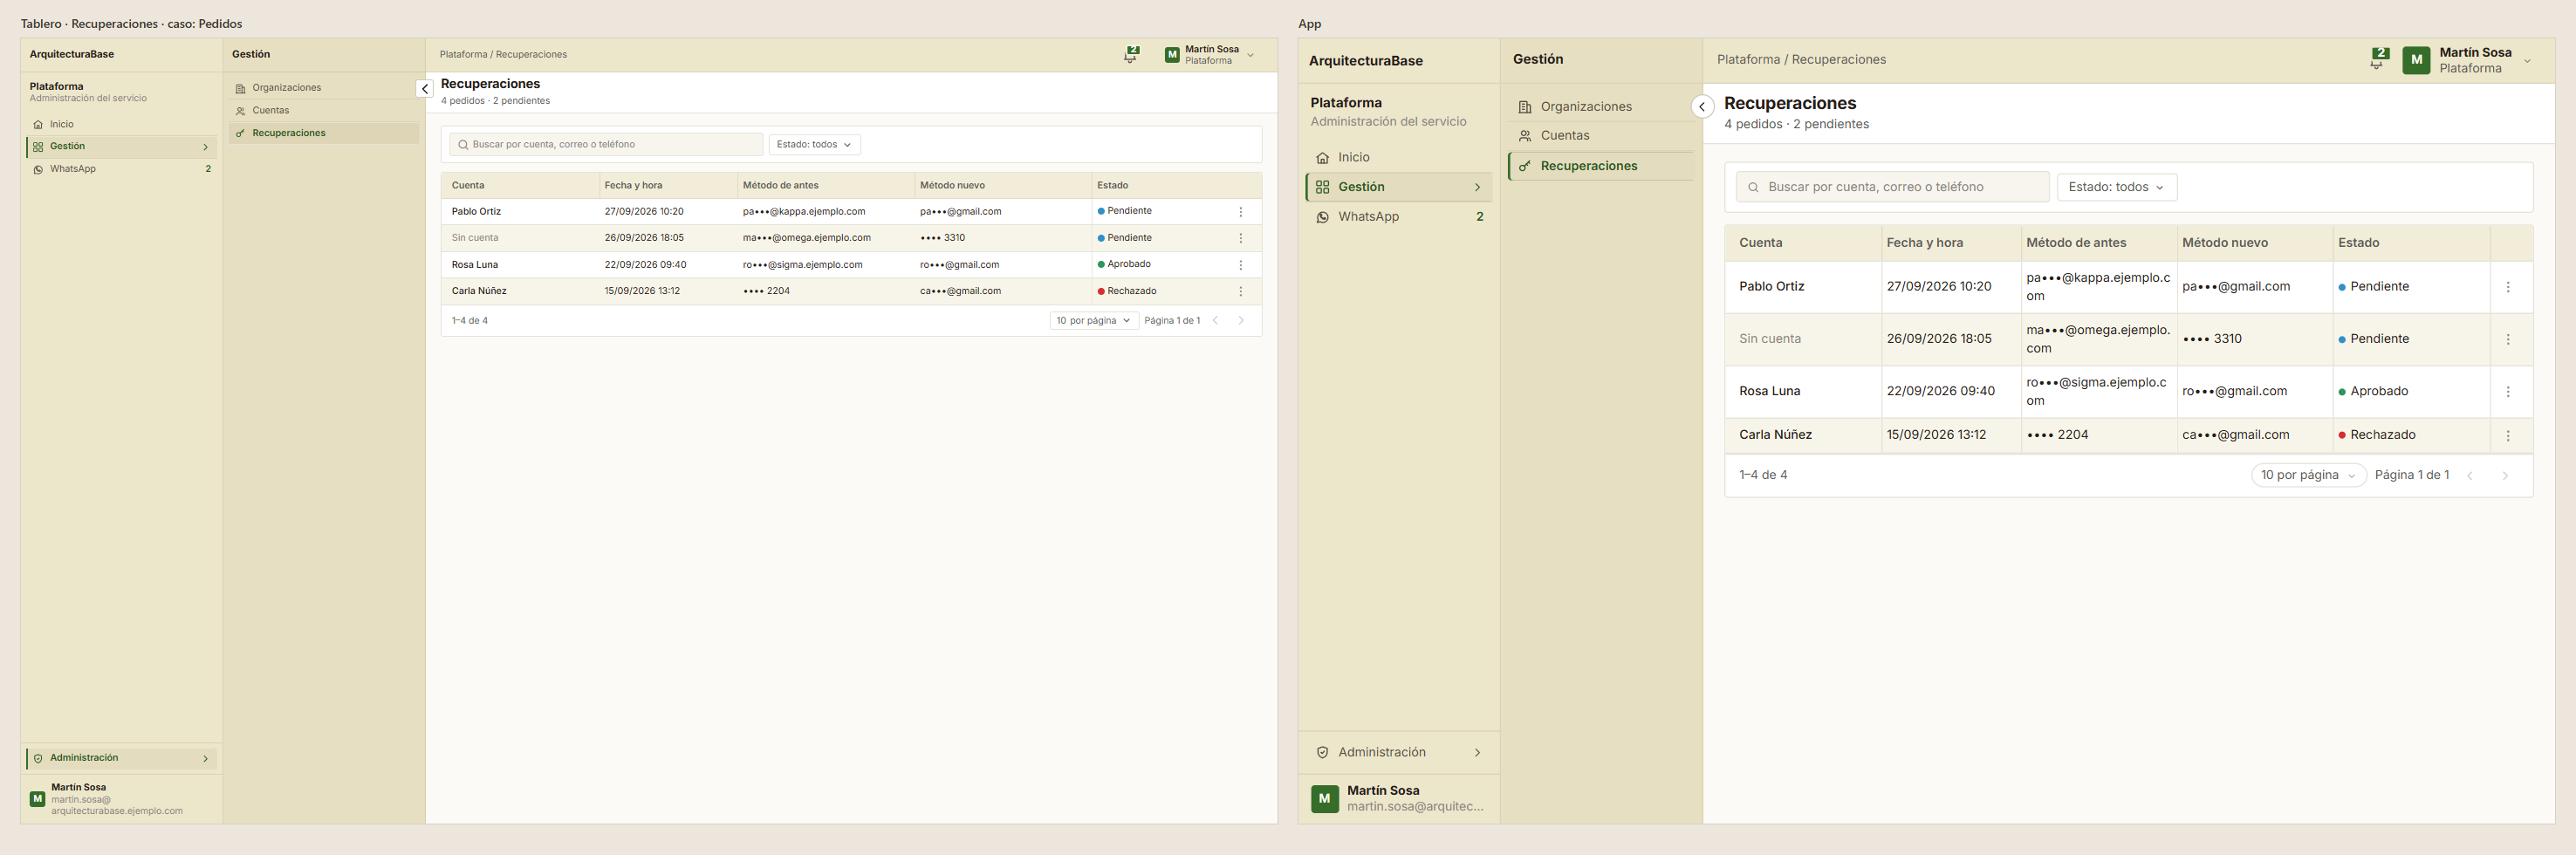 Tablero · Recuperaciones · caso: Pedidos
ArquitecturaBase
Plataforma
Administración del servicio
Inicio
Gestión
WhatsApp 2
Administración
M
Martín Sosa
martin.sosa@
arquitecturabase.ejemplo.com
Gestión
Organizaciones
Cuentas
Recuperaciones
Plataforma / Recuperaciones
2
M
Martín Sosa
Plataforma
Recuperaciones
4 pedidos · 2 pendientes
Buscar por cuenta, correo o teléfono
Estado: todos
Cuenta Fecha y hora Método de antes Método nuevo Estado
Pablo Ortiz 27/09/2026 10:20 pa•••@kappa.ejemplo.com pa•••@gmail.com Pendiente
Sin cuenta 26/09/2026 18:05 ma•••@omega.ejemplo.com •••• 3310 Pendiente
Rosa Luna 22/09/2026 09:40 ro•••@sigma.ejemplo.com ro•••@gmail.com Aprobado
Carla Núñez 15/09/2026 13:12 •••• 2204 ca•••@gmail.com Rechazado
1–4 de 4 10 por página Página 1 de 1
App
ArquitecturaBase
Plataforma
Administración del servicio
Inicio
Gestión
WhatsApp 2
Administración
M
Martín Sosa
martin.sosa@arquitec...
Gestión
Organizaciones
Cuentas
Recuperaciones
Plataforma / Recuperaciones
2
M
Martín Sosa
Plataforma
Recuperaciones
4 pedidos · 2 pendientes
Buscar por cuenta, correo o teléfono
Estado: todos
Cuenta Fecha y hora Método de antes Método nuevo Estado
Pablo Ortiz 27/09/2026 10:20 pa•••@kappa.ejemplo.c
om pa•••@gmail.com Pendiente
Sin cuenta 26/09/2026 18:05 ma•••@omega.ejemplo.
com •••• 3310 Pendiente
Rosa Luna 22/09/2026 09:40 ro•••@sigma.ejemplo.c
om ro•••@gmail.com Aprobado
Carla Núñez 15/09/2026 13:12 •••• 2204 ca•••@gmail.com Rechazado
1–4 de 4 10 por página Página 1 de 1